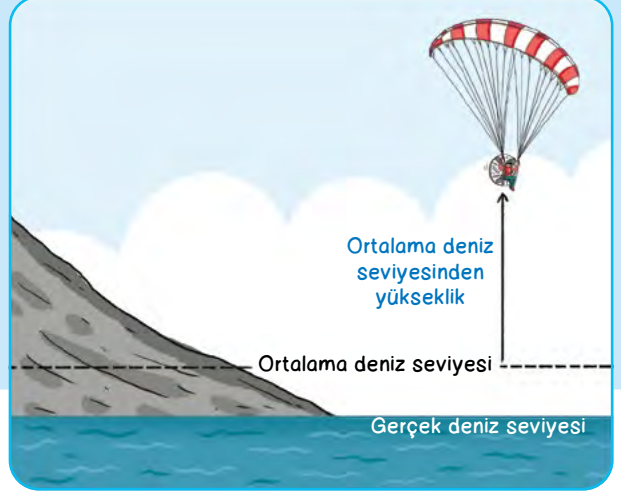 Ortalama deniz
seviyesinden
yükseklik
Ortalama deniz seviyesi
Gerçek deniz seviyesi